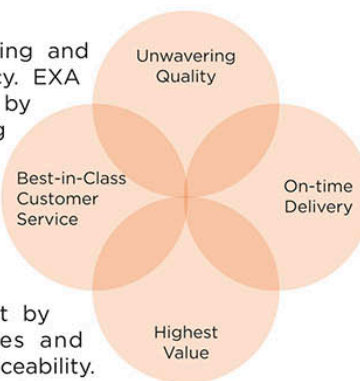 ing and
cy. EXA
by
g
Unwavering
Quality
Best-in-Class
Customer
Service
On-time
Delivery
Highest
Value
t by
es and
ceability.